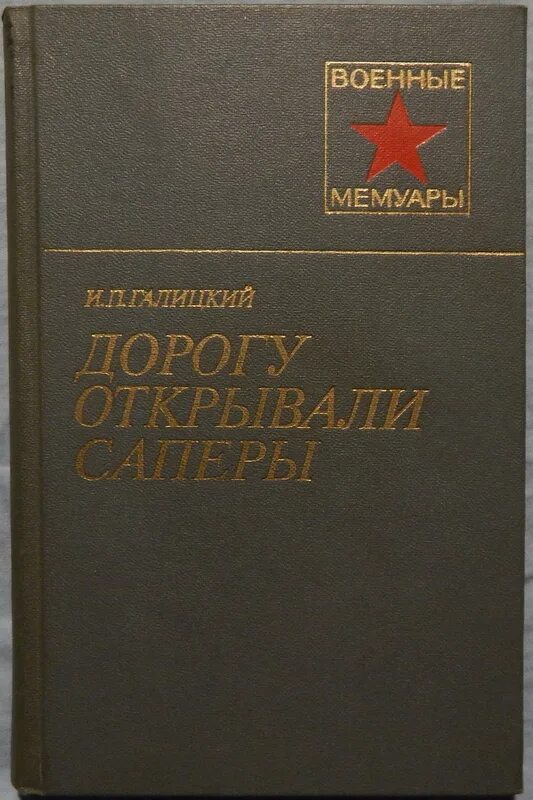 ВОЕННЫЕ
МЕМУАРЫ
И.П.ГАЛИЦКИЙ
ДОРОГУ
ОТКРЫВАЛИ
САПЕРЫ